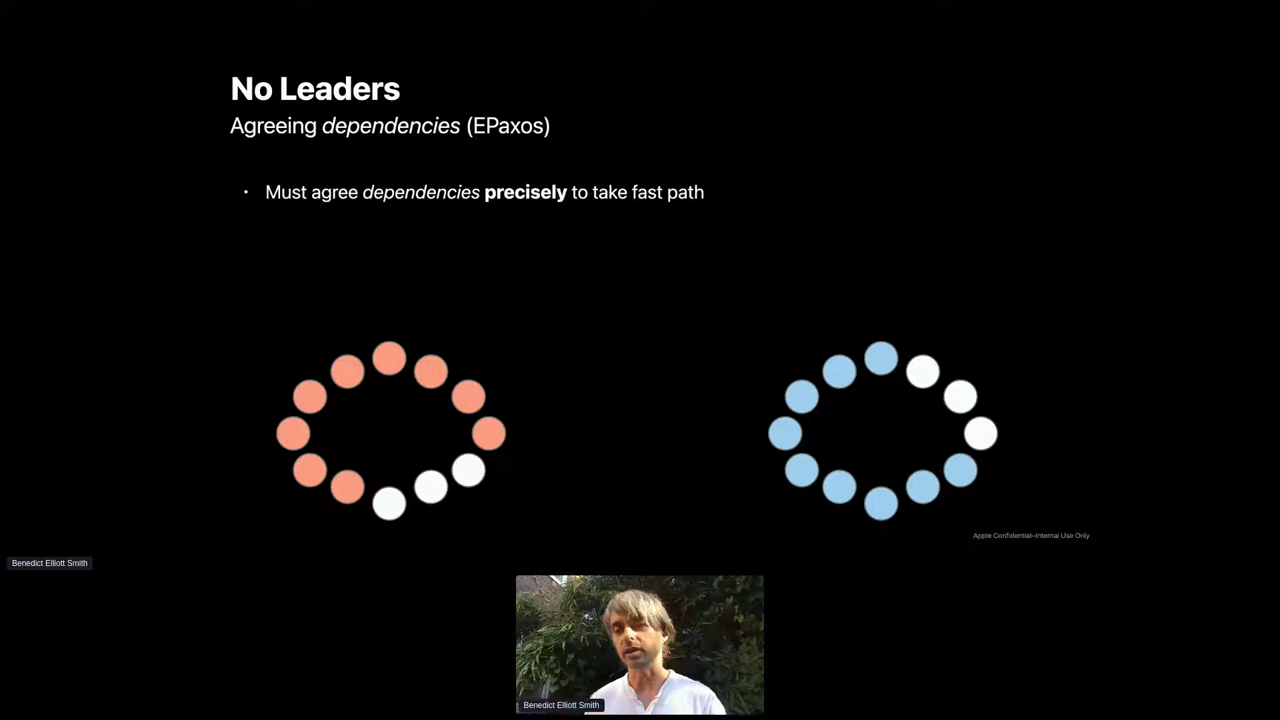 No Leaders
Agreeing dependencies (EPaxos)
• Must agree dependencies precisely to take fast path
Apple Confidential–Internal Use Only
Benedict Elliott Smith
Benedict Elliott Smith